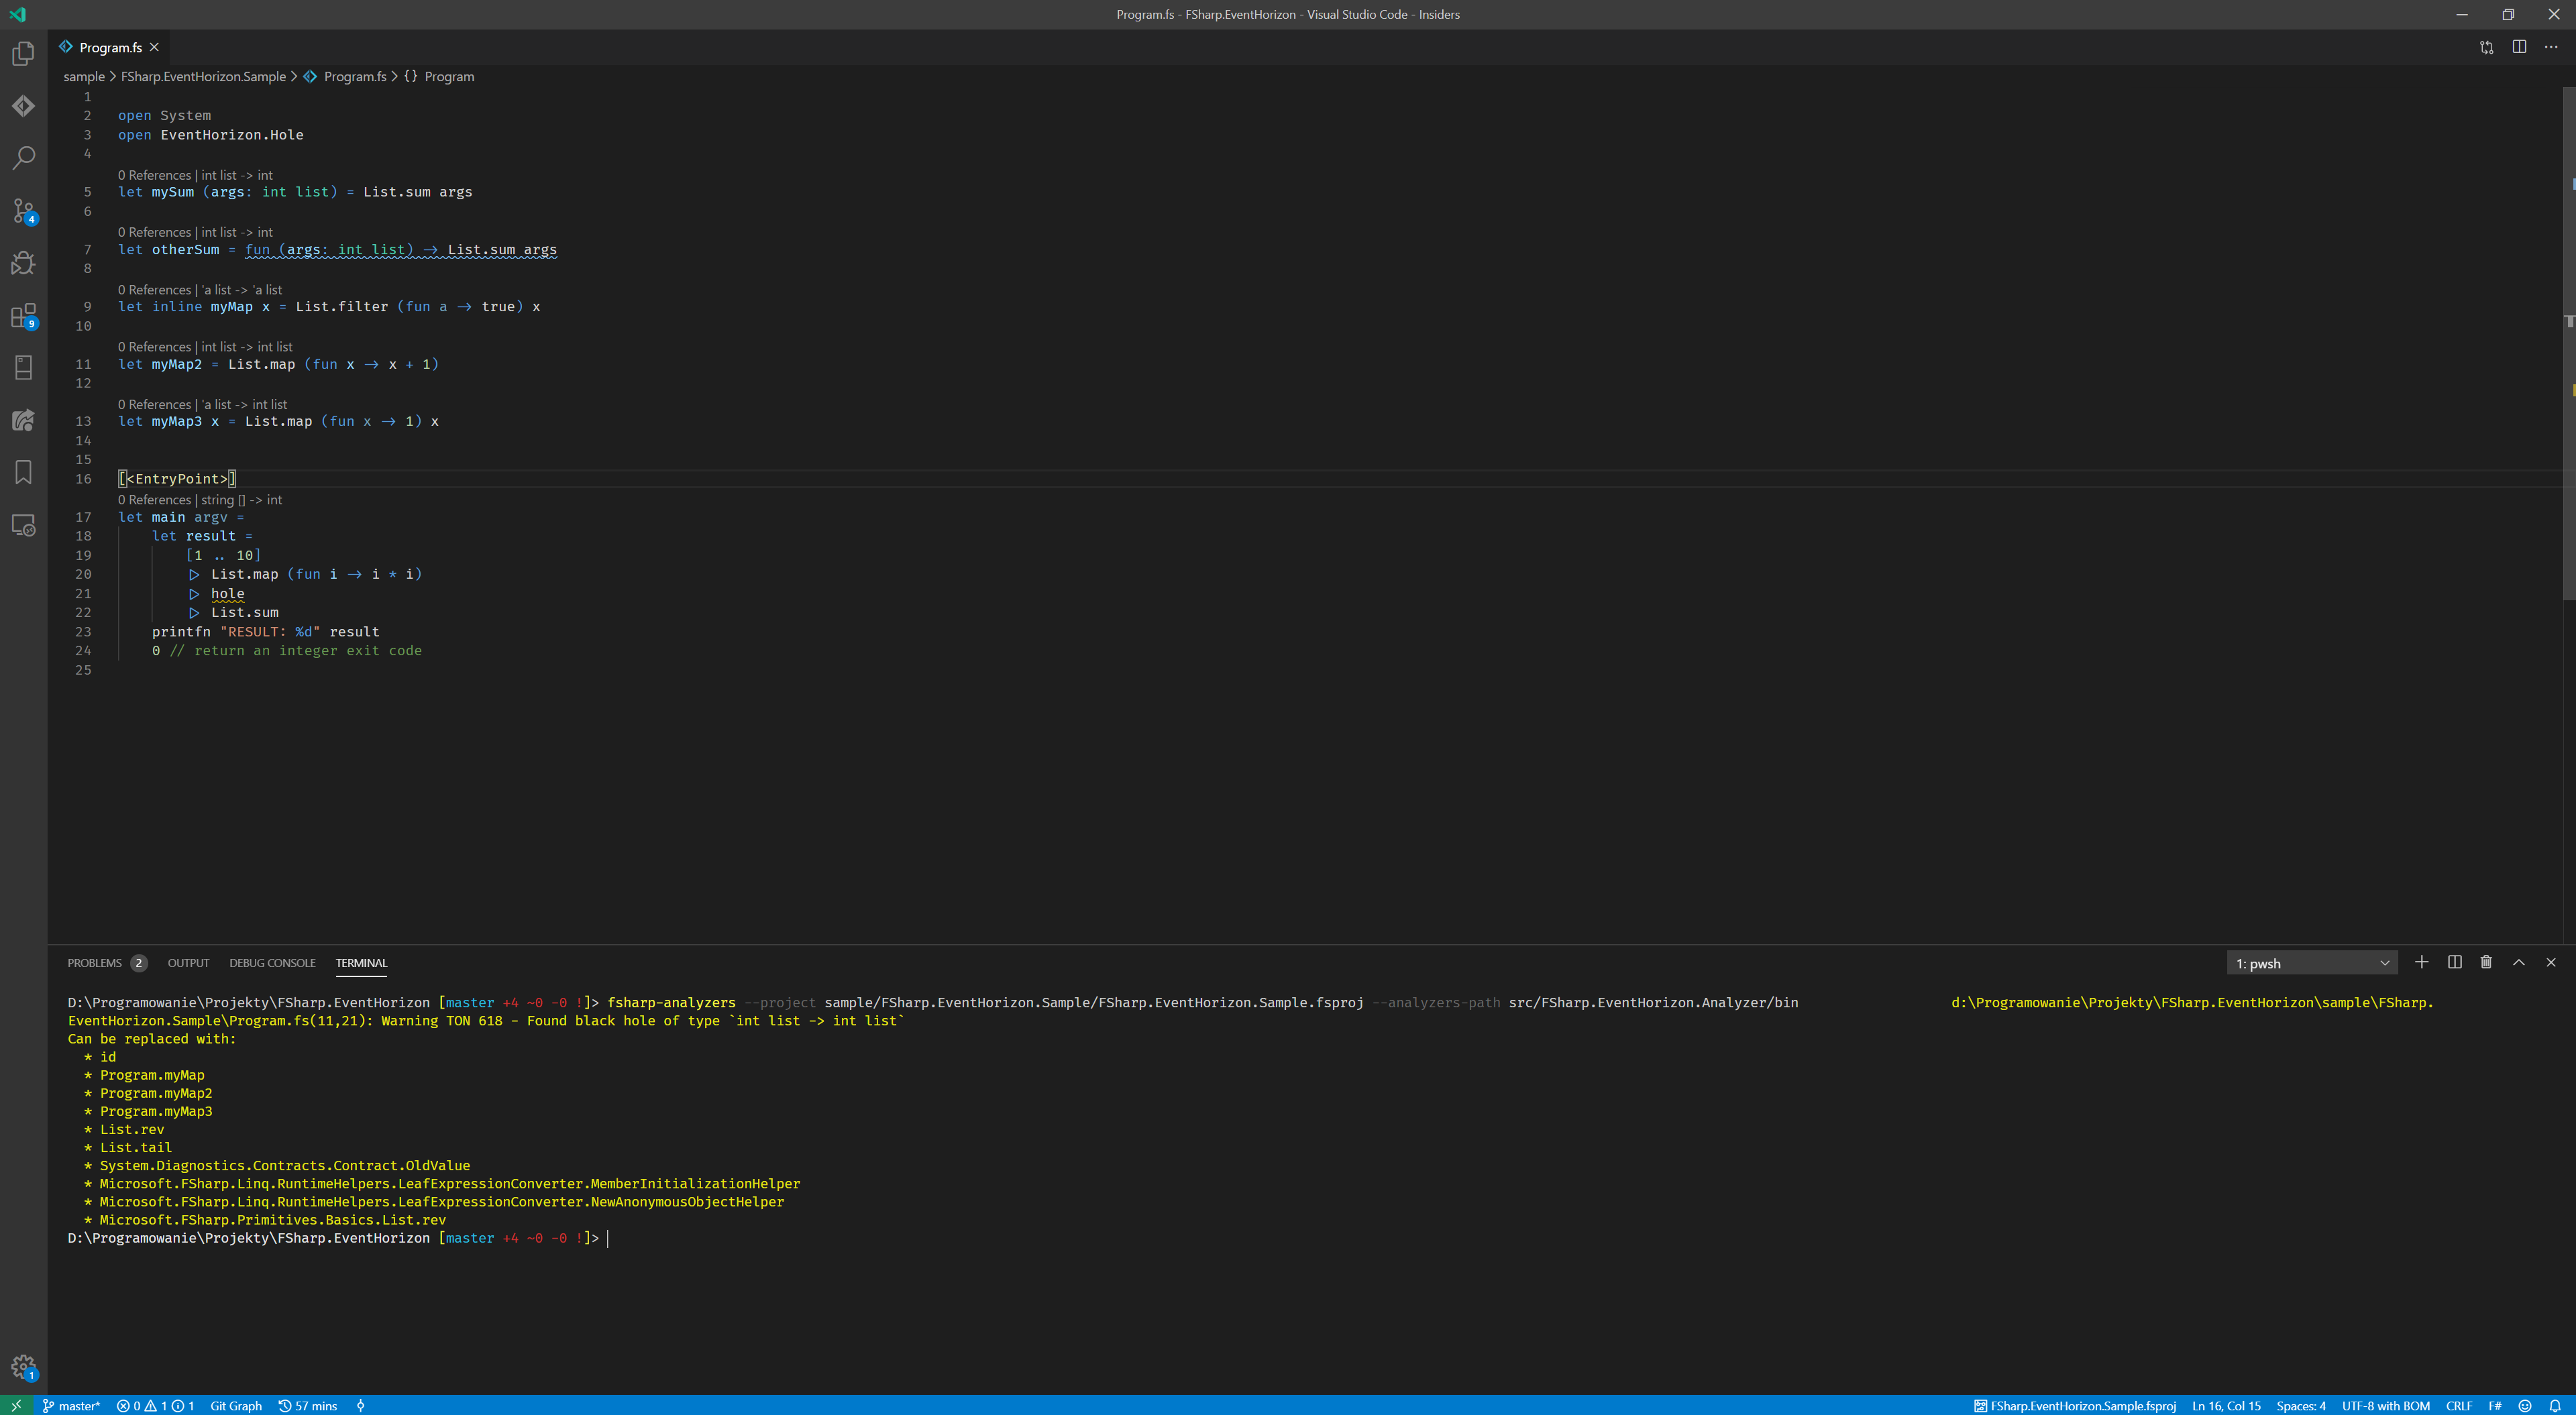 Program.fs - FSharp.EventHorizon - Visual Studio Code - Insiders
Program.fs
sample > FSharp.EventHorizon.Sample > Program.fs > {} Program
1
2 open System
3 open EventHorizon.Hole
4
0 References | int list -> int
5 let mySum (args: int list) = List.sum args
6
0 References | int list -> int
7 let otherSum = fun (args: int list) -> List.sum args
8
0 References | 'a list -> 'a list
9 let inline myMap x = List.filter (fun a -> true) x
10
0 References | int list -> int list
11 let myMap2 = List.map (fun x -> x + 1)
12
0 References | 'a list -> int list
13 let myMap3 x = List.map (fun x -> 1) x
14
15
16 [<EntryPoint>]
0 References | string [] -> int
17 let main argv =
18     let result =
19         [1 .. 10]
20         |> List.map (fun i -> i * i)
21         |> hole
22         |> List.sum
23     printfn "RESULT: %d" result
24     0 // return an integer exit code
25
4
9
1
PROBLEMS 2 OUTPUT DEBUG CONSOLE TERMINAL 1: pwsh
D:\Programowanie\Projekty\FSharp.EventHorizon [master +4 ~0 -0 !]> fsharp-analyzers --project sample/FSharp.EventHorizon.Sample/FSharp.EventHorizon.Sample.fsproj --analyzers-path src/FSharp.EventHorizon.Analyzer/bin d:\Programowanie\Projekty\FSharp.EventHorizon\sample\FSharp.
EventHorizon.Sample\Program.fs(11,21): Warning TON 618 - Found black hole of type `int list -> int list`
Can be replaced with:
  * id
  * Program.myMap
  * Program.myMap2
  * Program.myMap3
  * List.rev
  * List.tail
  * System.Diagnostics.Contracts.Contract.OldValue
  * Microsoft.FSharp.Linq.RuntimeHelpers.LeafExpressionConverter.MemberInitializationHelper
  * Microsoft.FSharp.Linq.RuntimeHelpers.LeafExpressionConverter.NewAnonymousObjectHelper
  * Microsoft.FSharp.Primitives.Basics.List.rev
D:\Programowanie\Projekty\FSharp.EventHorizon [master +4 ~0 -0 !]>
master* 0 1 1 Git Graph 57 mins FSharp.EventHorizon.Sample.fsproj Ln 16, Col 15 Spaces: 4 UTF-8 with BOM CRLF F#